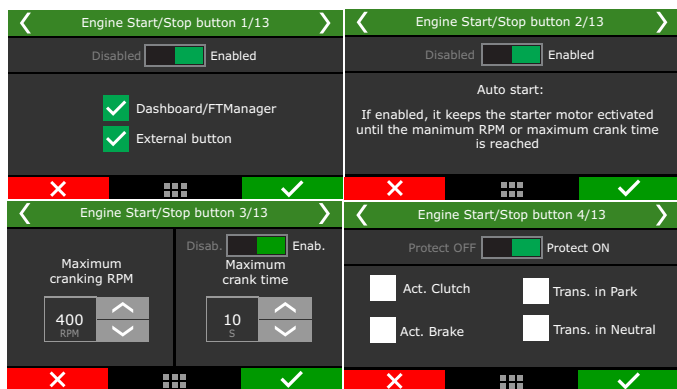 Engine Start/Stop button 1/13
Disabled Enabled
Dashboard/FTManager
External button
Engine Start/Stop button 2/13
Disabled Enabled
Auto start:
If enabled, it keeps the starter motor ectivated
until the manimum RPM or maximum crank time
is reached
Engine Start/Stop button 3/13
Maximum
cranking RPM
400
RPM
Disab. Enab.
Maximum
crank time
10
S
Engine Start/Stop button 4/13
Protect OFF Protect ON
Act. Clutch
Trans. in Park
Act. Brake
Trans. in Neutral